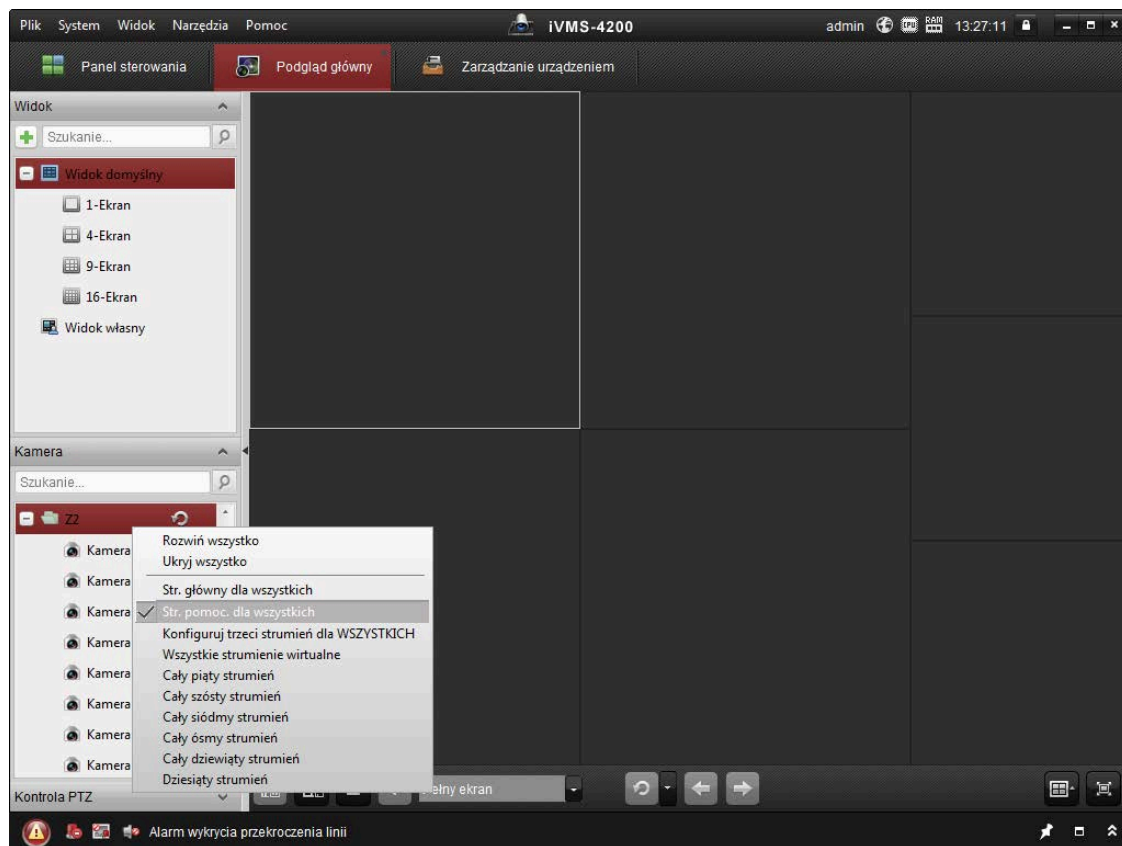 Plik System Widok Narzędzia Pomoc iVMS-4200 admin CPU RAM 13:27:11
Panel sterowania Podgląd główny Zarządzanie urządzeniem
Widok
Szukanie...
Widok domyślny
1-Ekran
4-Ekran
9-Ekran
16-Ekran
Widok własny
Kamera
Szukanie...
Z2
Kamera
Kamera
Kamera
Kamera
Kamera
Kamera
Kamera
Kamera
Rozwiń wszystko
Ukryj wszystko
Str. główny dla wszystkich
Str. pomoc. dla wszystkich
Konfiguruj trzeci strumień dla WSZYSTKICH
Wszystkie strumienie wirtualne
Cały piąty strumień
Cały szósty strumień
Cały siódmy strumień
Cały ósmy strumień
Cały dziewiąty strumień
Dziesiąty strumień
ekran
Kontrola PTZ
Alarm wykrycia przekroczenia linii